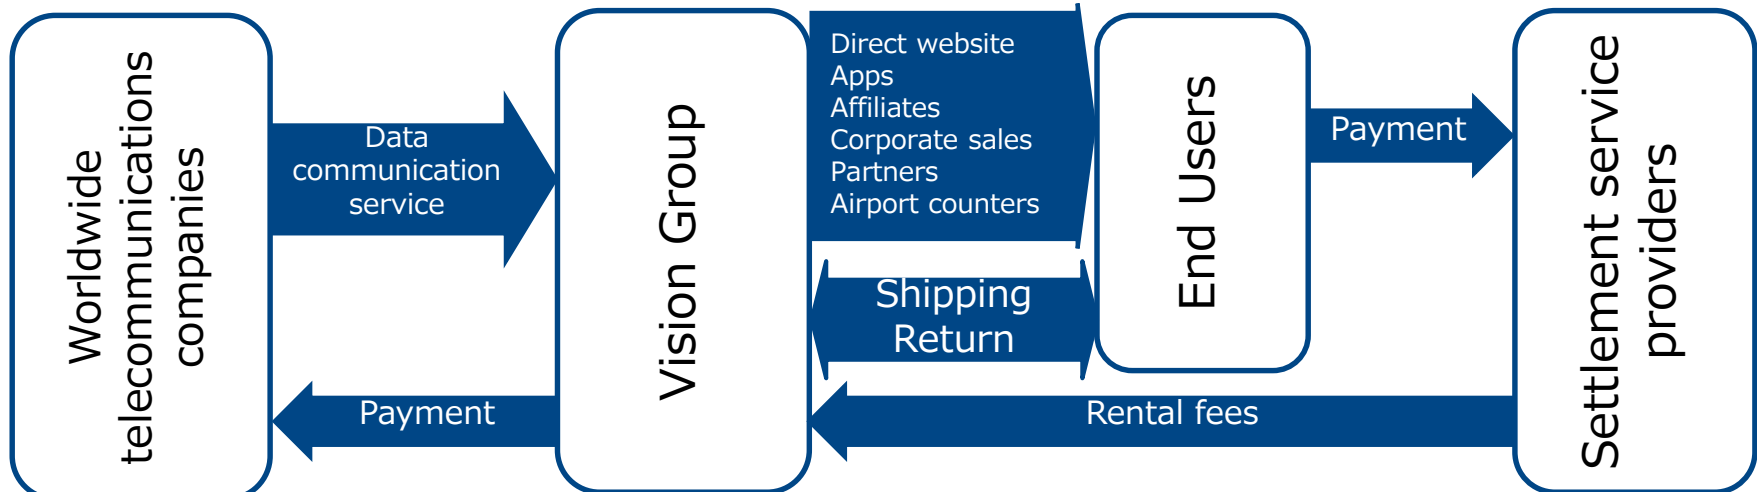 Worldwide
telecommunications
companies
Data
communication
service
Payment
Vision Group
Direct website
Apps
Affiliates
Corporate sales
Partners
Airport counters
Shipping
Return
End Users
Payment
Rental fees
Settlement service
providers